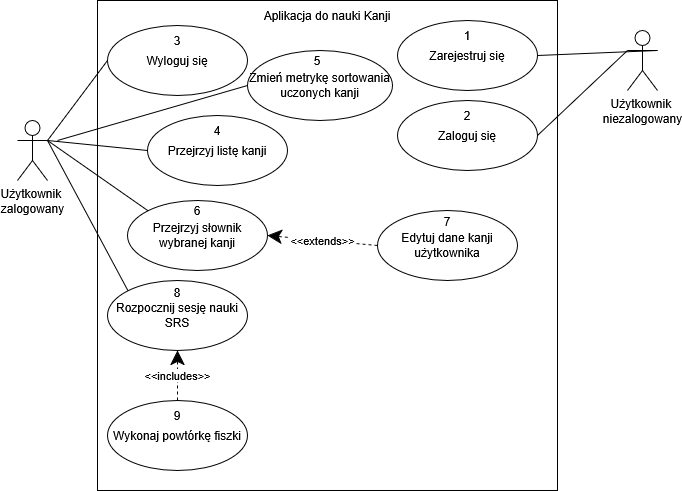 Aplikacja do nauki Kanji
3
Wyloguj się
5
Zmień metrykę sortowania
uczonych kanji
1
Zarejestruj się
Użytkownik
niezalogowany
2
Zaloguj się
4
Przejrzyj listę kanji
Użytkownik
zalogowany
6
Przejrzyj słownik
wybranej kanji
<<extends>>
7
Edytuj dane kanji
użytkownika
8
Rozpocznij sesję nauki
SRS
<<includes>>
9
Wykonaj powtórkę fiszki